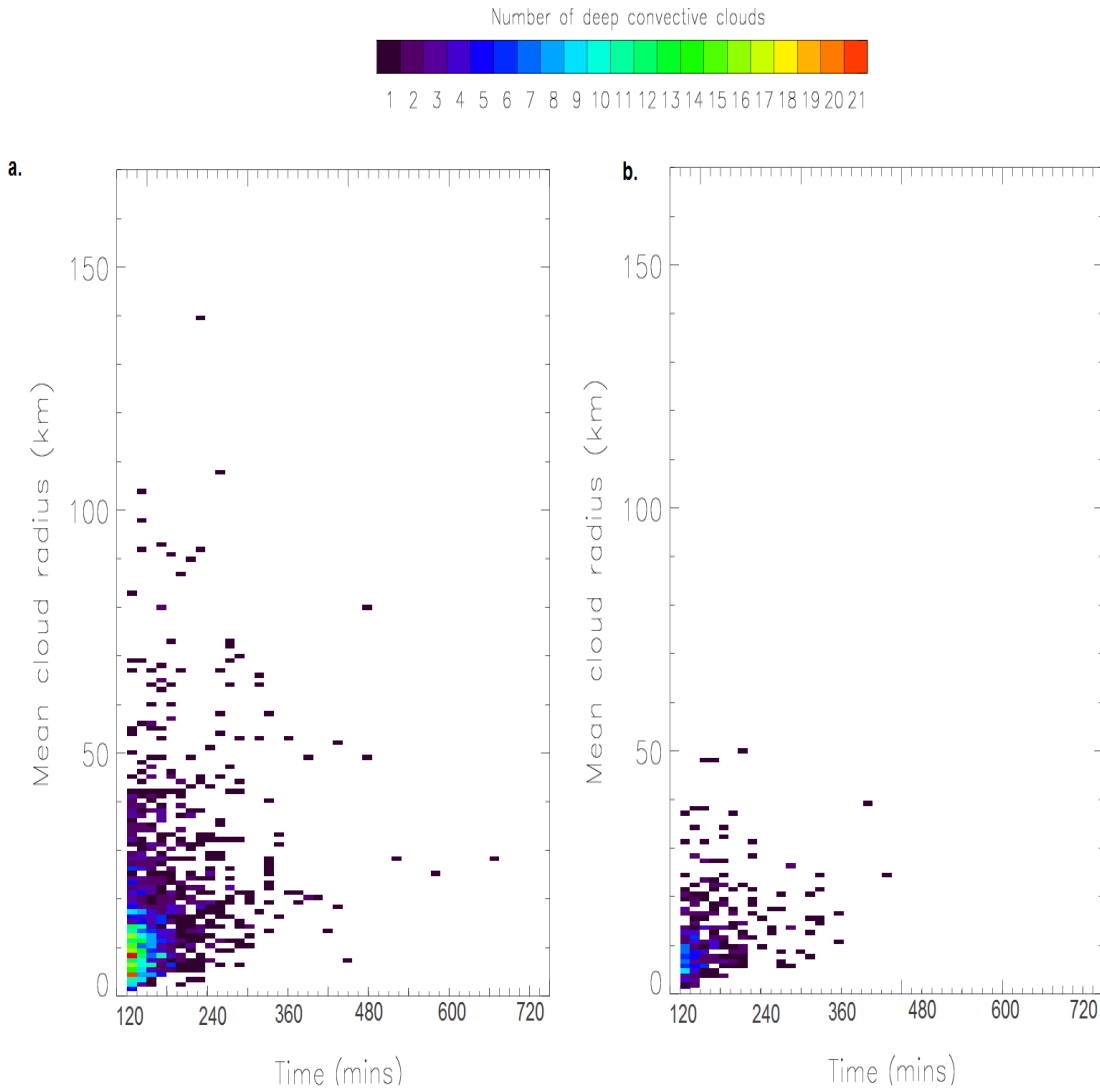 Number of deep convective clouds
1 2 3 4 5 6 7 8 9 10 11 12 13 14 15 16 17 18 19 20 21
a.
150
100
50
0
Mean cloud radius (km)
120 240 360 480 600 720
Time (mins)
b.
150
100
50
0
Mean cloud radius (km)
120 240 360 480 600 720
Time (mins)